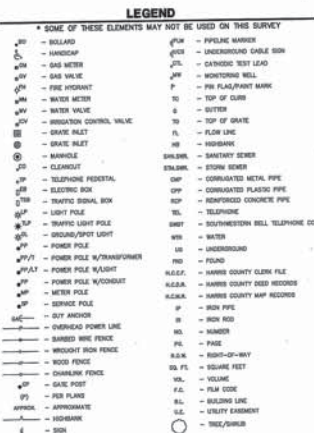 LEGEND
* SOME OF THESE ELEMENTS MAY NOT BE USED ON THIS SURVEY
BO - BOLLARD
- HANDICAP
GM - GAS METER
GV - GAS VALVE
FH - FIRE HYDRANT
WM - WATER METER
WV - WATER VALVE
ICV - IRRIGATION CONTROL VALVE
- GRATE INLET
- GRATE INLET
- MANHOLE
CO - CLEANOUT
TP - TELEPHONE PEDESTAL
EB - ELECTRIC BOX
TSB - TRAFFIC SIGNAL BOX
LP - LIGHT POLE
TLP - TRAFFIC LIGHT POLE
GL - GROUND/SPOT LIGHT
PP - POWER POLE
PP/T - POWER POLE W/TRANSFORMER
PP/LT - POWER POLE W/LIGHT
PP - POWER POLE W/CONDUIT
MP - METER POLE
SP - SERVICE POLE
- GUY ANCHOR
- OVERHEAD POWER LINE
- BARBED WIRE FENCE
- WROUGHT IRON FENCE
- WOOD FENCE
- CHAINLINK FENCE
GP - GATE POST
(P) - PER PLANS
APPROX. - APPROXIMATE
- HIGHBANK
- SIGN
PLM - PIPELINE MARKER
UCS - UNDERGROUND CABLE SIGN
CTL - CATHODIC TEST LEAD
MW - MONITORING WELL
P - PIN FLAG/PAINT MARK
TC - TOP OF CURB
G - GUTTER
TG - TOP OF GRATE
FL - FLOW LINE
HB - HIGHBANK
SAN.SWR. - SANITARY SEWER
STM.SWR. - STORM SEWER
CMP - CORRUGATED METAL PIPE
CPP - CORRUGATED PLASTIC PIPE
RCP - REINFORCED CONCRETE PIPE
TEL. - TELEPHONE
SWBT - SOUTHWESTERN BELL TELEPHONE CO
WTR - WATER
UG - UNDERGROUND
FND - FOUND
H.C.C.F. - HARRIS COUNTY CLERK FILE
H.C.D.R. - HARRIS COUNTY DEED RECORDS
H.C.M.R. - HARRIS COUNTY MAP RECORDS
IP - IRON PIPE
IR - IRON ROD
NO. - NUMBER
PG. - PAGE
R.O.W. - RIGHT-OF-WAY
SQ. FT. - SQUARE FEET
VOL. - VOLUME
F.C. - FILM CODE
B.L. - BUILDING LINE
U.E. - UTILITY EASEMENT
- TREE/SHRUB